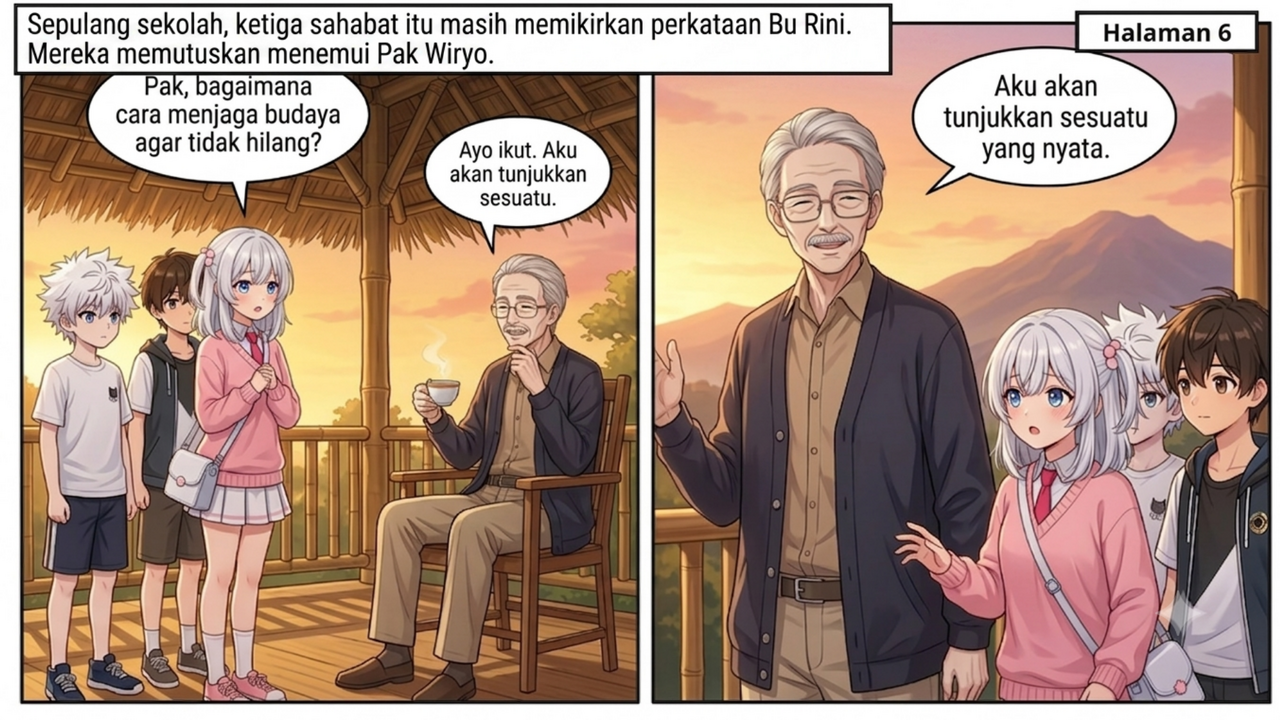 Sepulang sekolah, ketiga sahabat itu masih memikirkan perkataan Bu Rini.
Mereka memutuskan menemui Pak Wiryo.
Halaman 6
Pak, bagaimana
cara menjaga budaya
agar tidak hilang?
Ayo ikut. Aku
akan tunjukkan
sesuatu.
Aku akan
tunjukkan sesuatu
yang nyata.